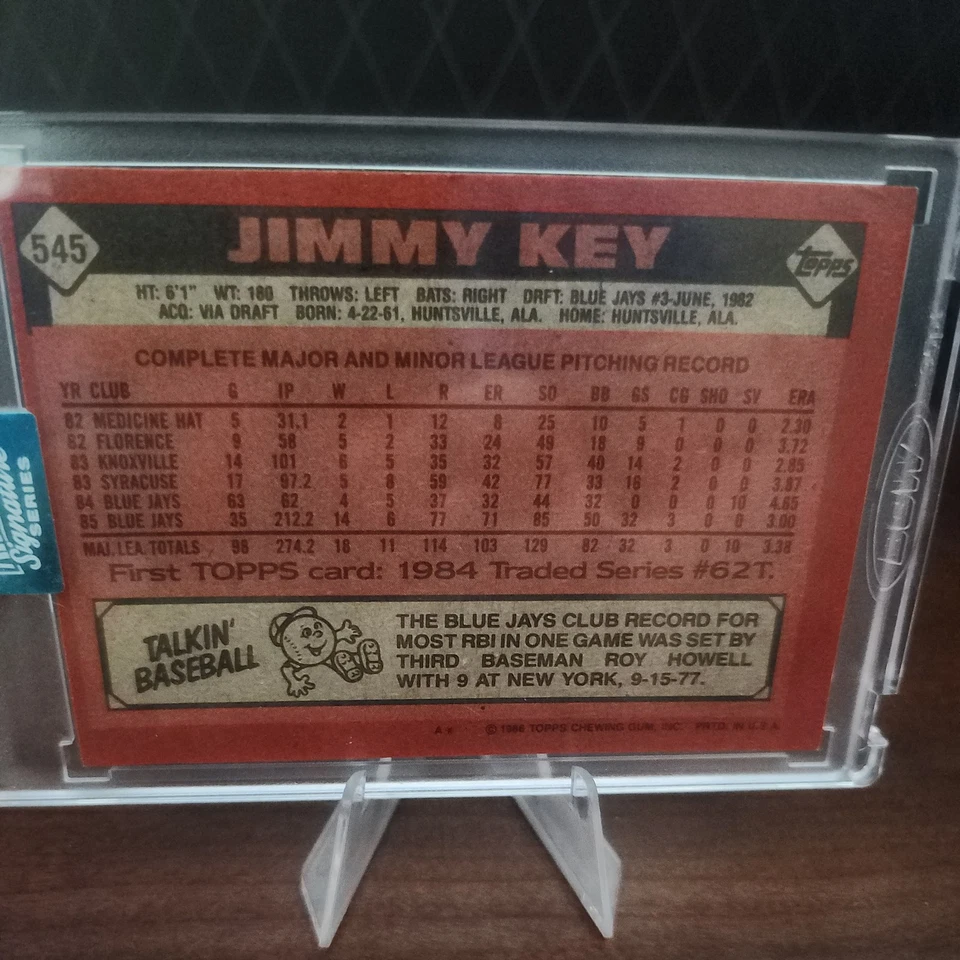 545
JIMMY KEY
TOPPS
HT: 6'1" WT: 180 THROWS: LEFT BATS: RIGHT DRFT: BLUE JAYS #3-JUNE, 1982
ACQ: VIA DRAFT BORN: 4-22-61, HUNTSVILLE, ALA. HOME: HUNTSVILLE, ALA.
COMPLETE MAJOR AND MINOR LEAGUE PITCHING RECORD
YR CLUB G IP W L R ER SO BB GS CG SHO SV ERA
82 MEDICINE HAT 5 31.1 2 1 12 8 25 10 5 1 0 0 2.30
82 FLORENCE 9 58 5 2 33 24 49 18 9 0 0 0 3.72
83 KNOXVILLE 14 101 6 5 35 32 57 40 14 2 0 0 2.85
83 SYRACUSE 17 97.2 5 8 59 42 77 33 16 2 0 0 3.87
84 BLUE JAYS 63 62 4 5 37 32 44 32 0 0 0 10 4.65
85 BLUE JAYS 35 212.2 14 6 77 71 85 50 32 3 0 0 3.00
MAJ. LEA. TOTALS 98 274.2 18 11 114 103 129 82 32 3 0 10 3.38
First TOPPS card: 1984 Traded Series #62T.
TALKIN'
BASEBALL
THE BLUE JAYS CLUB RECORD FOR
MOST RBI IN ONE GAME WAS SET BY
THIRD BASEMAN ROY HOWELL
WITH 9 AT NEW YORK, 9-15-77.
© 1986 TOPPS CHEWING GUM, INC. PRTD. IN U.S.A.
Signature
SERIES